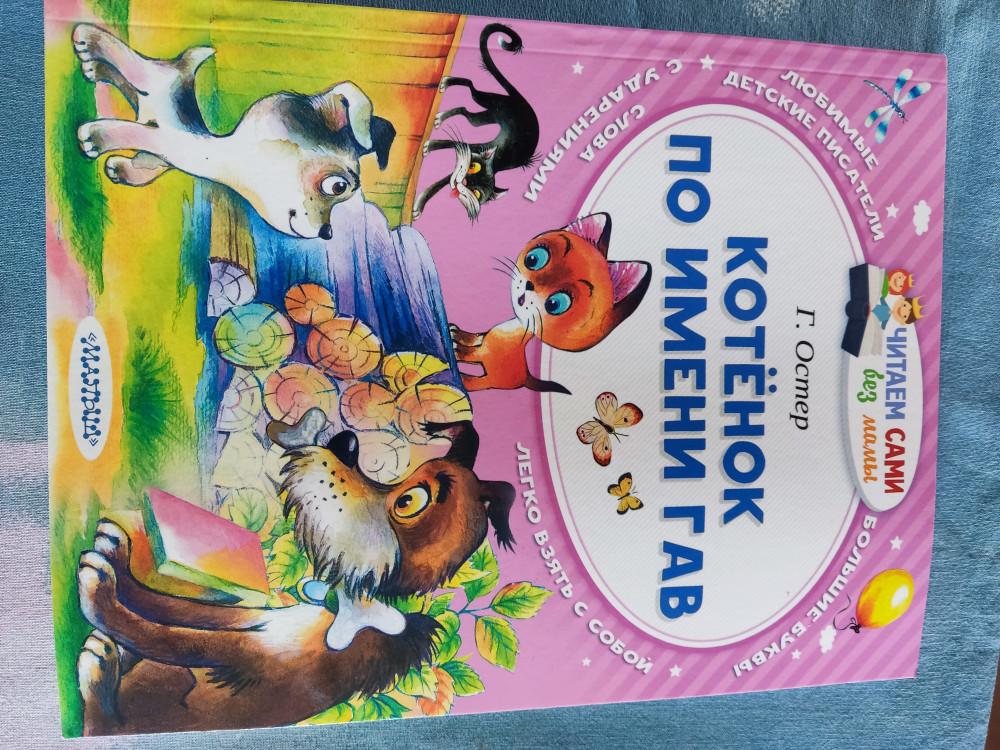 ЧИТАЕМ САМИ
без мамы
ЛЮБИМЫЕ
ДЕТСКИЕ ПИСАТЕЛИ
БОЛЬШИЕ БУКВЫ
Г. Остер
КОТЁНОК
ПО ИМЕНИ ГАВ
СЛОВА
С УДАРЕНИЯМИ
ЛЕГКО ВЗЯТЬ С СОБОЙ
«МАЛЫШ»